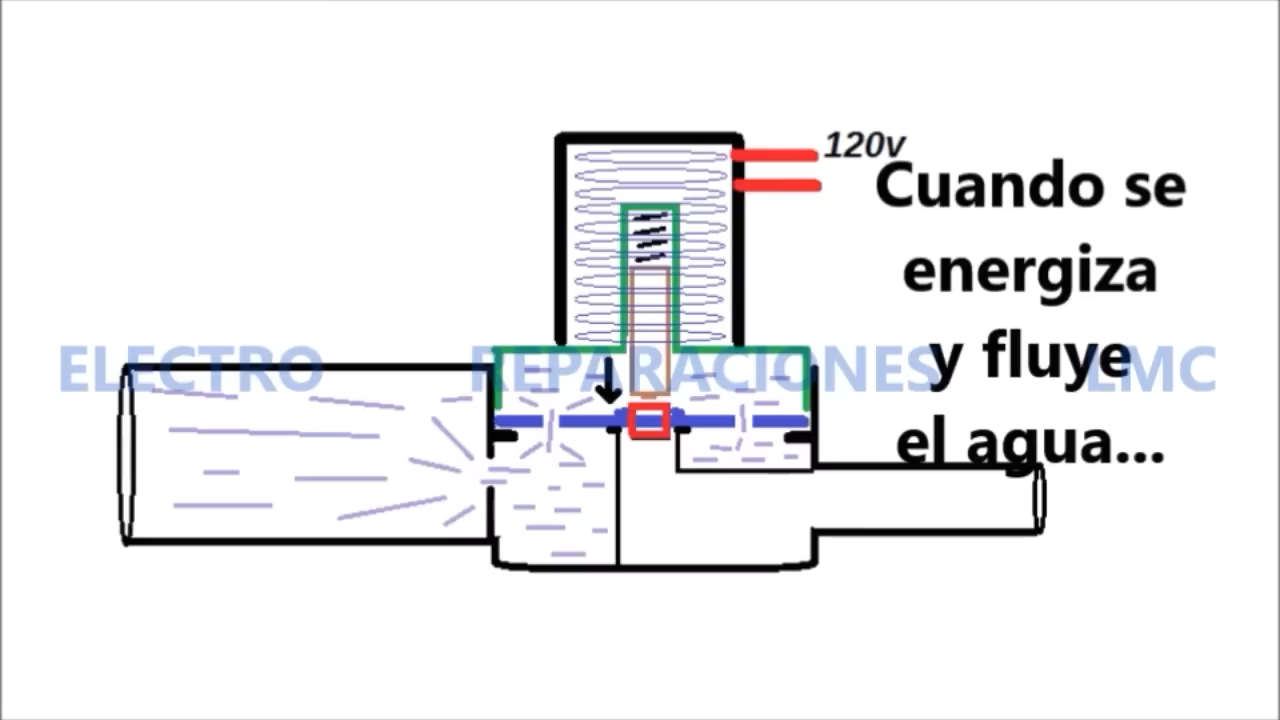 120v
Cuando se
energiza
y fluye
el agua...
ELECTRO REPARACIONES LMC